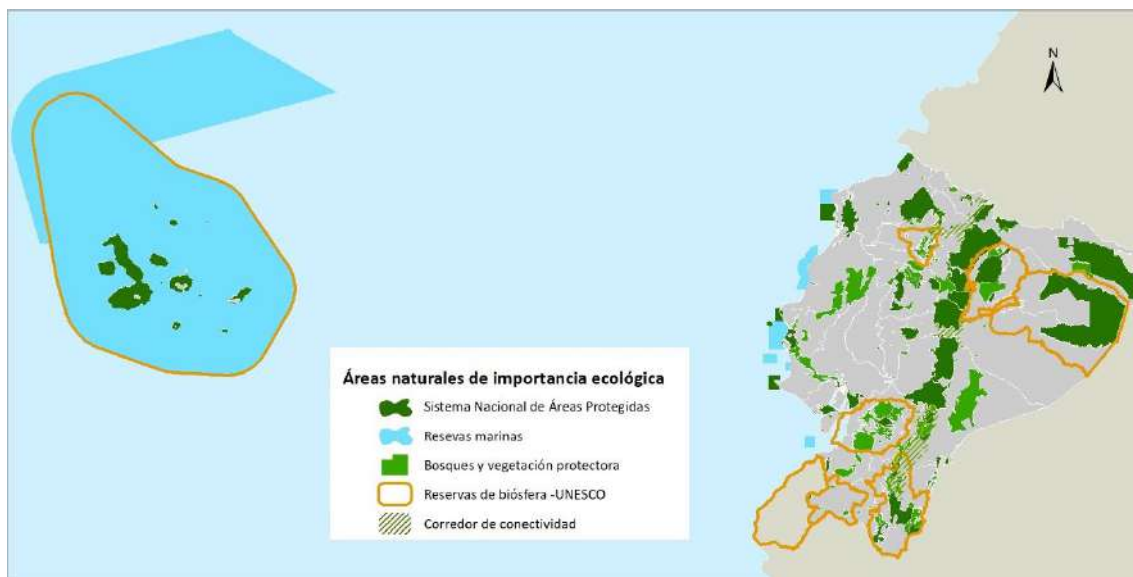 N
Áreas naturales de importancia ecológica
Sistema Nacional de Áreas Protegidas
Resevas marinas
Bosques y vegetación protectora
Reservas de biósfera -UNESCO
Corredor de conectividad